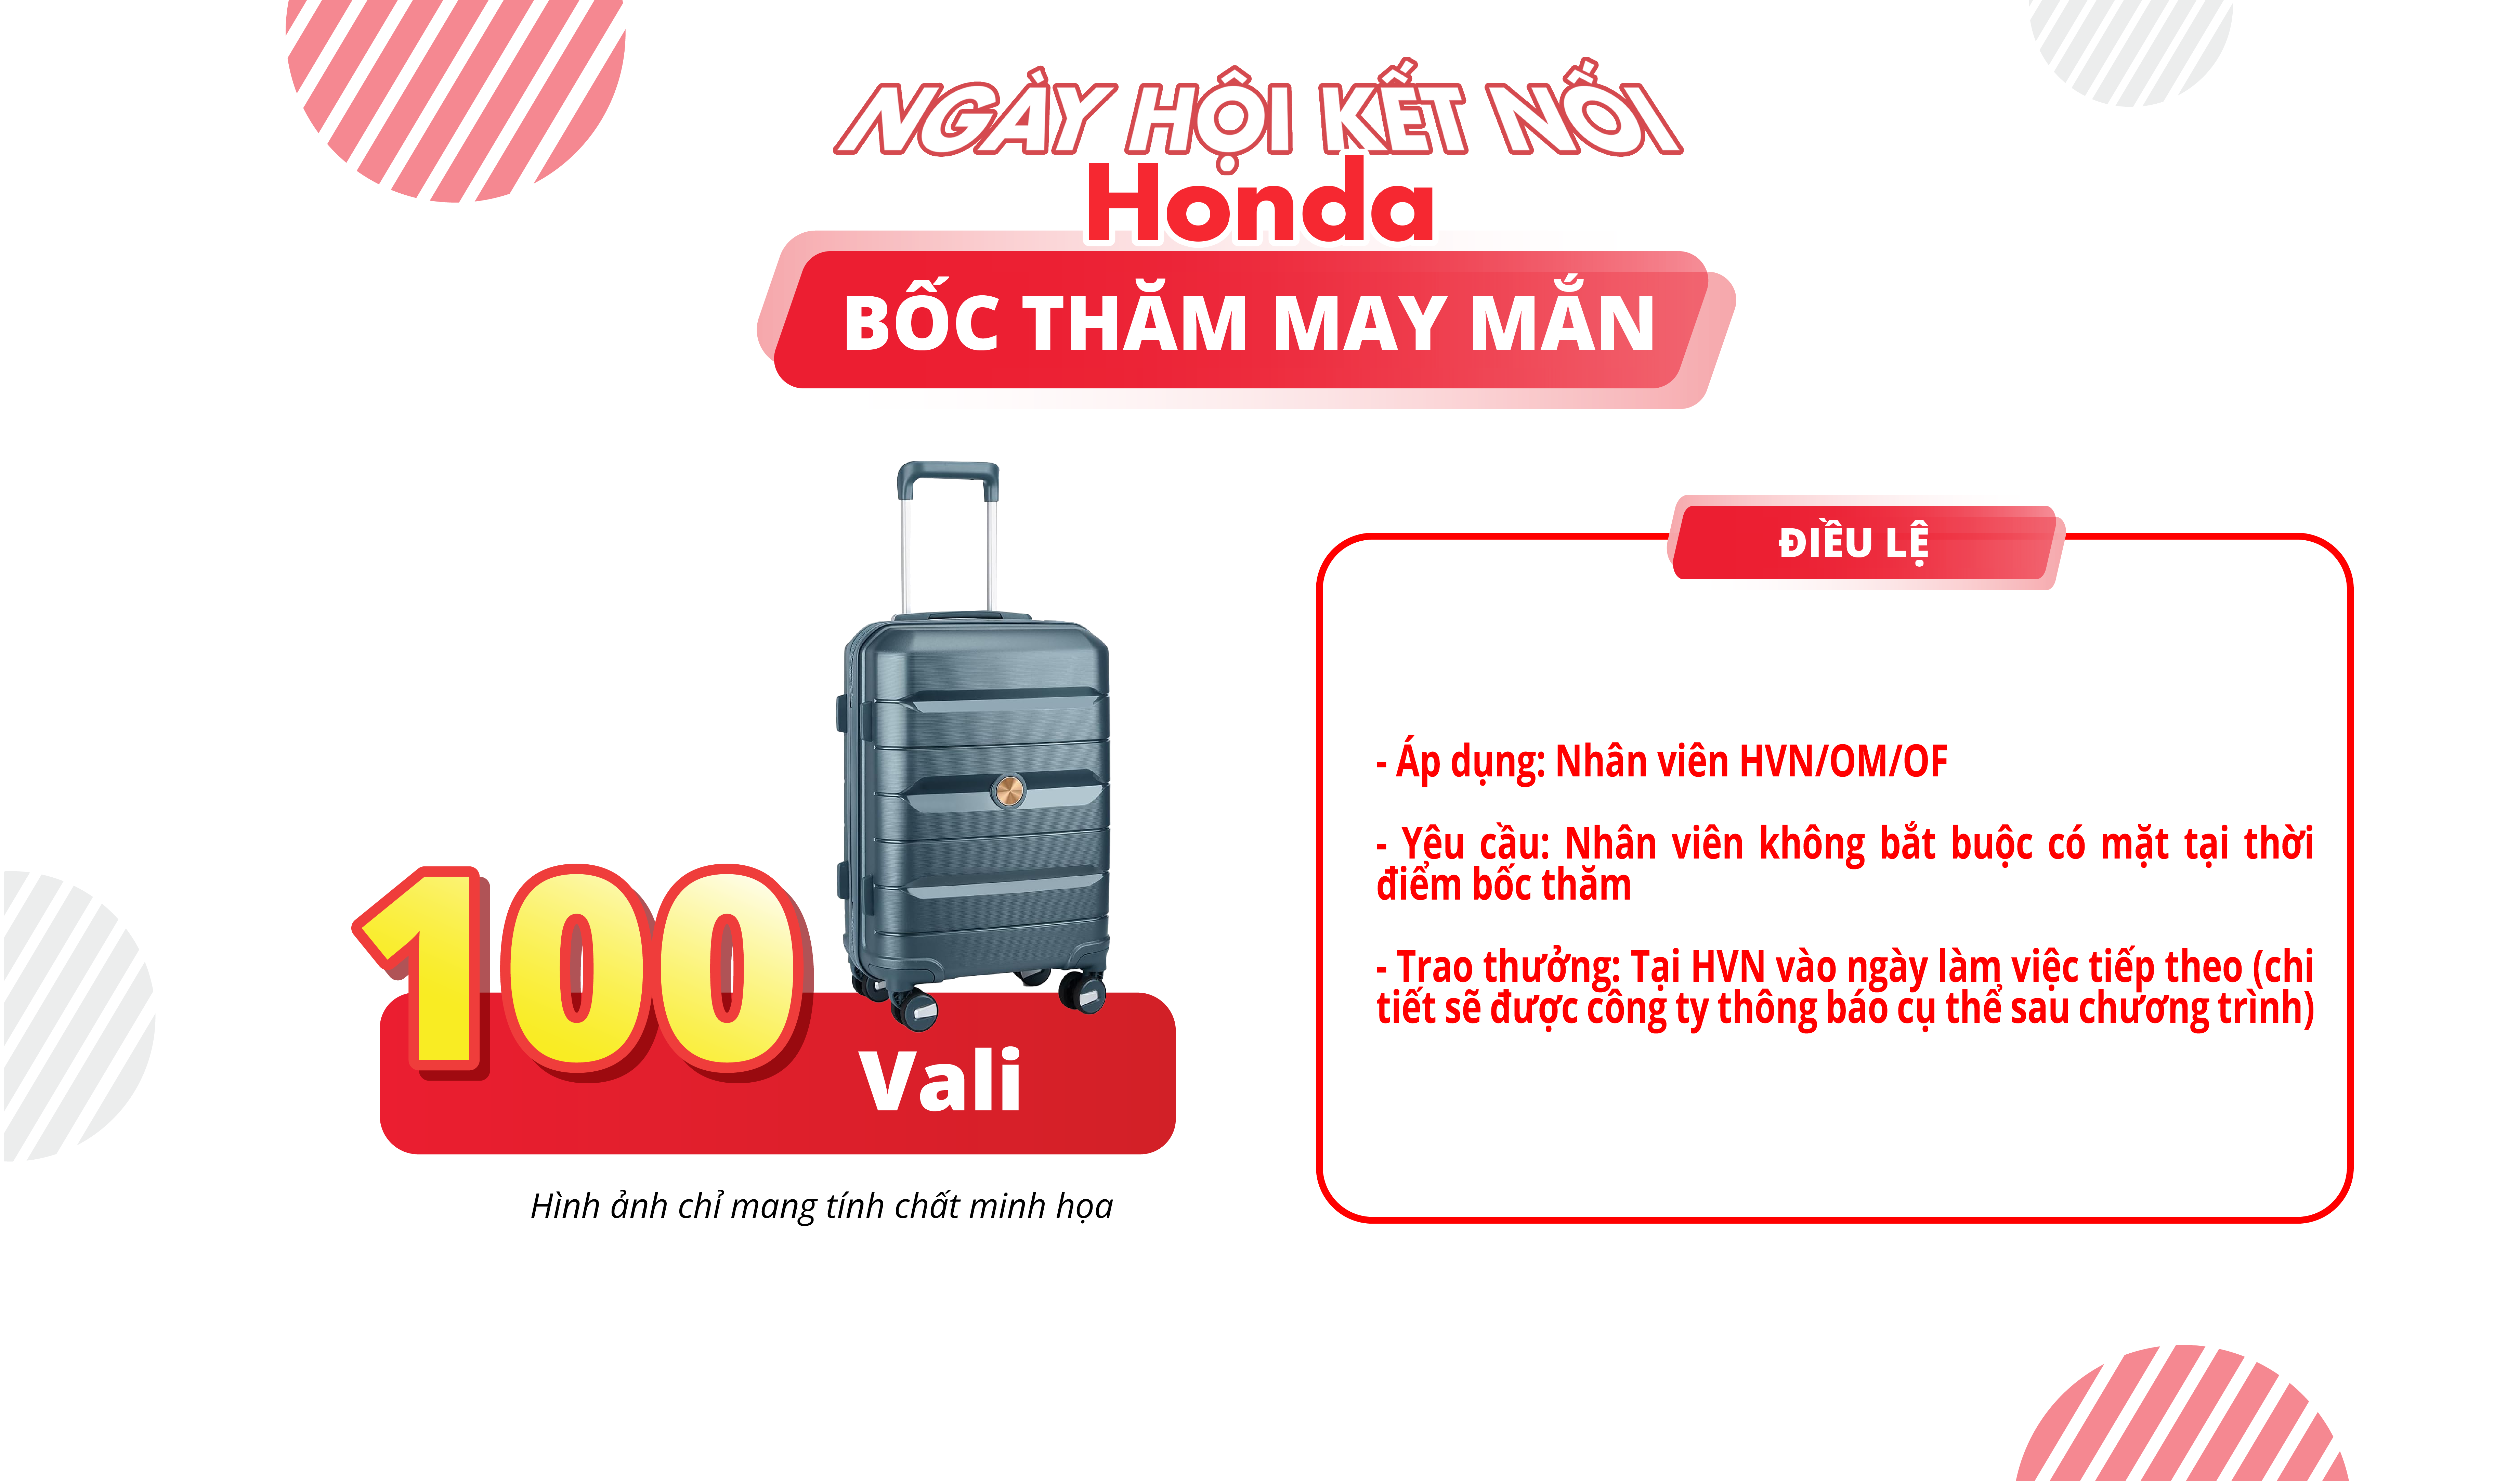 NGÀY HỘI KẾT NỐI
Honda
BỐC THĂM MAY MẮN
ĐIỀU LỆ
- Áp dụng: Nhân viên HVN/OM/OF
- Yêu cầu: Nhân viên không bắt buộc có mặt tại thời
điểm bốc thăm
- Trao thưởng: Tại HVN vào ngày làm việc tiếp theo (chi
tiết sẽ được công ty thông báo cụ thể sau chương trình)
100
Vali
Hình ảnh chỉ mang tính chất minh họa